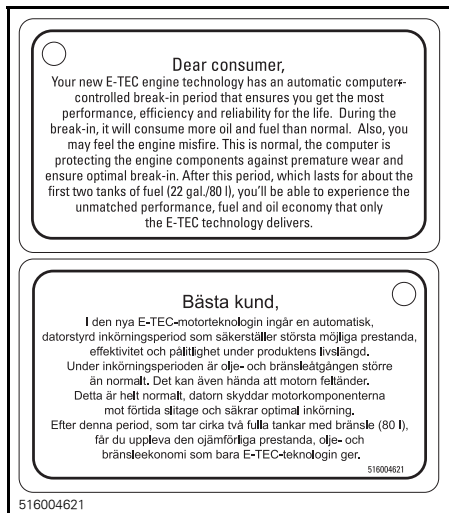 Dear consumer,
Your new E-TEC engine technology has an automatic computer-
controlled break-in period that ensures you get the most
performance, efficiency and reliability for the life. During the
break-in, it will consume more oil and fuel than normal. Also, you
may feel the engine misfire. This is normal, the computer is
protecting the engine components against premature wear and
ensure optimal break-in. After this period, which lasts for about the
first two tanks of fuel (22 gal./80 l), you'll be able to experience the
unmatched performance, fuel and oil economy that only
the E-TEC technology delivers.
Bästa kund,
I den nya E-TEC-motorteknologin ingår en automatisk,
datorstyrd inkörningsperiod som säkerställer största möjliga prestanda,
effektivitet och pålitlighet under produktens livslängd.
Under inkörningsperioden är olje- och bränsleåtgången större
än normalt. Det kan även hända att motorn feltänder.
Detta är helt normalt, datorn skyddar motorkomponenterna
mot förtida slitage och säkrar optimal inkörning.
Efter denna period, som tar cirka två fulla tankar med bränsle (80 l),
får du uppleva den ojämförliga prestanda, olje- och
bränsleekonomi som bara E-TEC-teknologin ger.
516004621
516004621